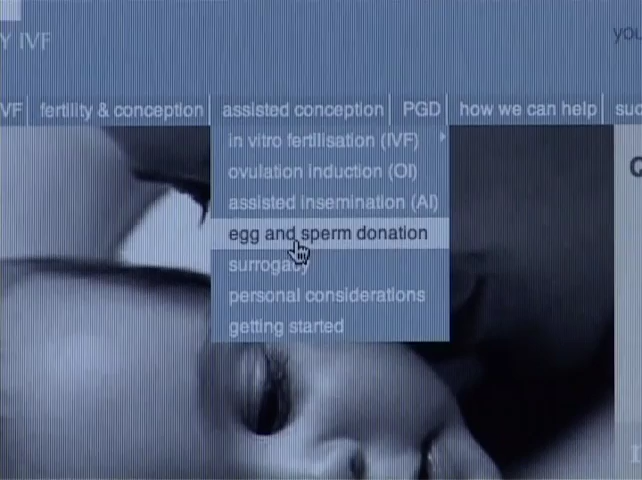 Y IVF
you
VF fertility & conception assisted conception PGD how we can help suc
in vitro fertilisation (IVF)
ovulation induction (OI)
assisted insemination (AI)
egg and sperm donation
surrogacy
personal considerations
getting started